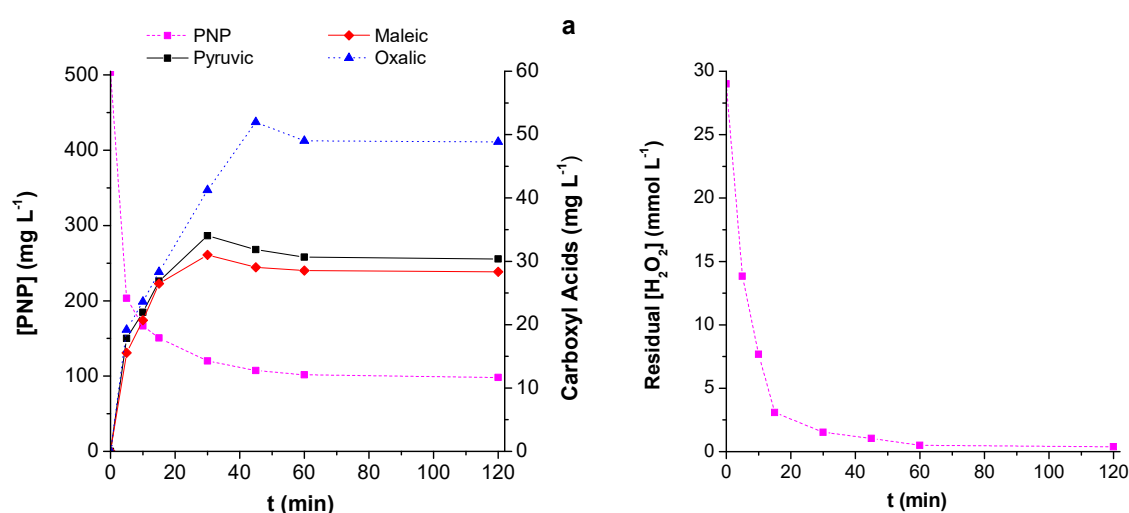 PNP
Maleic
Pyruvic
Oxalic
a
500
400
300
200
100
0
[PNP] (mg L⁻¹)
60
50
40
30
20
10
0
Carboxyl Acids (mg L⁻¹)
0 20 40 60 80 100 120
t (min)
30
25
20
15
10
5
0
Residual [H₂O₂] (mmol L⁻¹)
0 20 40 60 80 100 120
t (min)